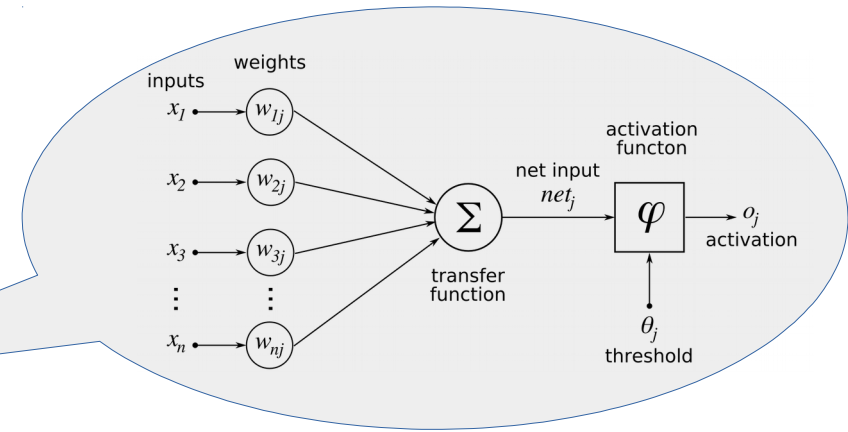 weights
inputs
x1 w1j
x2 w2j
x3 w3j
⋮ ⋮
xn wnj
Σ
transfer
function
net input
netj
activation
functon
φ
oj
activation
θj
threshold